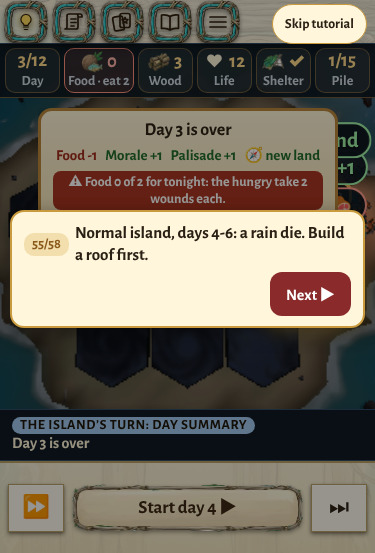 Skip tutorial
3/12
Day
0
Food · eat 2
3
Wood
12
Life
Shelter
1/15
Pile
Day 3 is over
Food -1 Morale +1 Palisade +1 🧭 new land
nd
+1
⚠ Food 0 of 2 for tonight: the hungry take 2
wounds each.
55/58
Normal island, days 4-6: a rain die. Build
a roof first.
Next ▶
THE ISLAND'S TURN: DAY SUMMARY
Day 3 is over
Start day 4 ▶